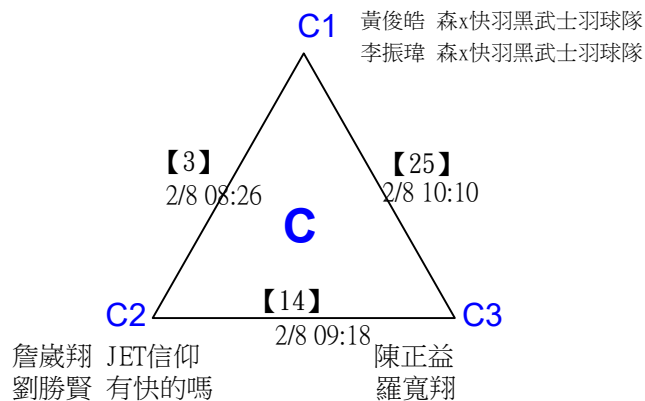 C1 黃俊皓 森x快羽黑武士羽球隊
李振瑋 森x快羽黑武士羽球隊
【3】
2/8 08:26
【25】
2/8 10:10
C
C2 【14】 C3
2/8 09:18
詹崴翔 JET信仰 陳正益
劉勝賢 有快的嗎 羅寬翔